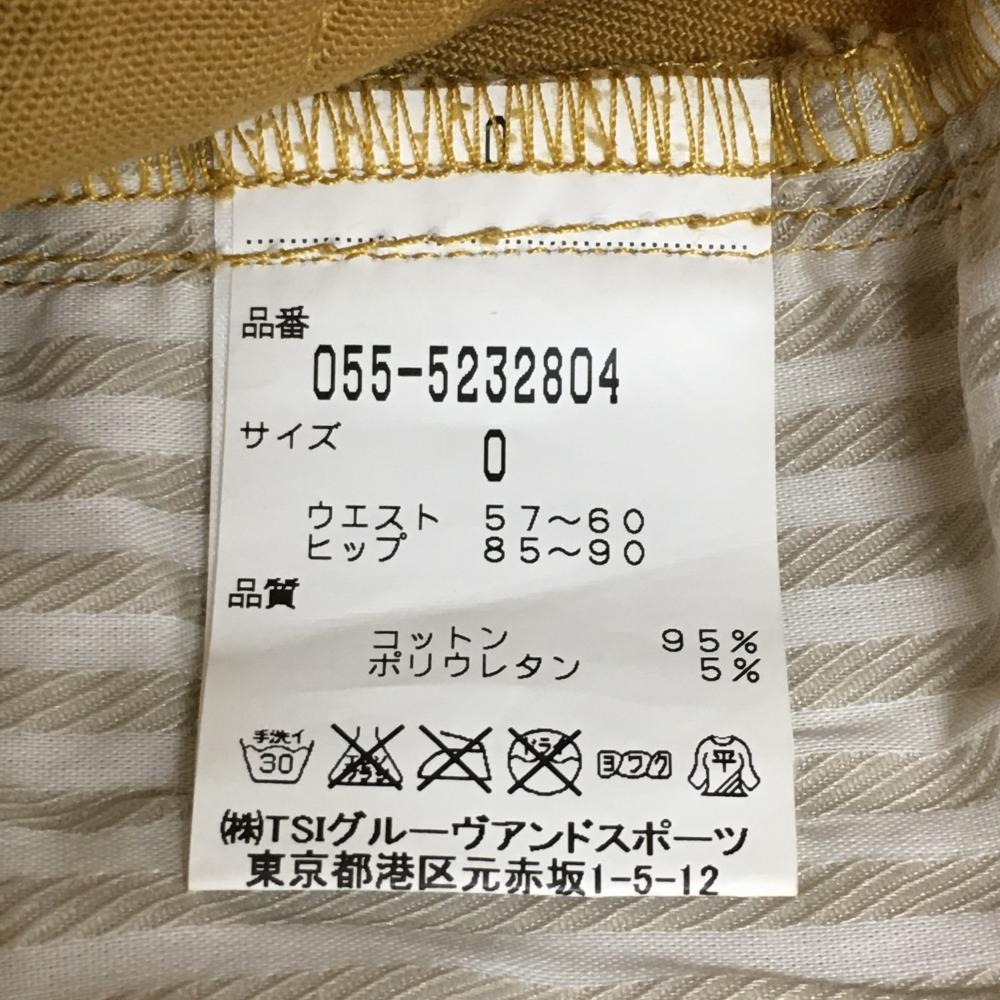 0
品番
055-5232804
サイズ
0
ウエスト 57〜60
ヒップ 85〜90
品質
コットン 95%
ポリウレタン 5%
手洗イ
30
ドライ
ヨワク
平
㈱TSIグルーヴアンドスポーツ
東京都港区元赤坂1-5-12